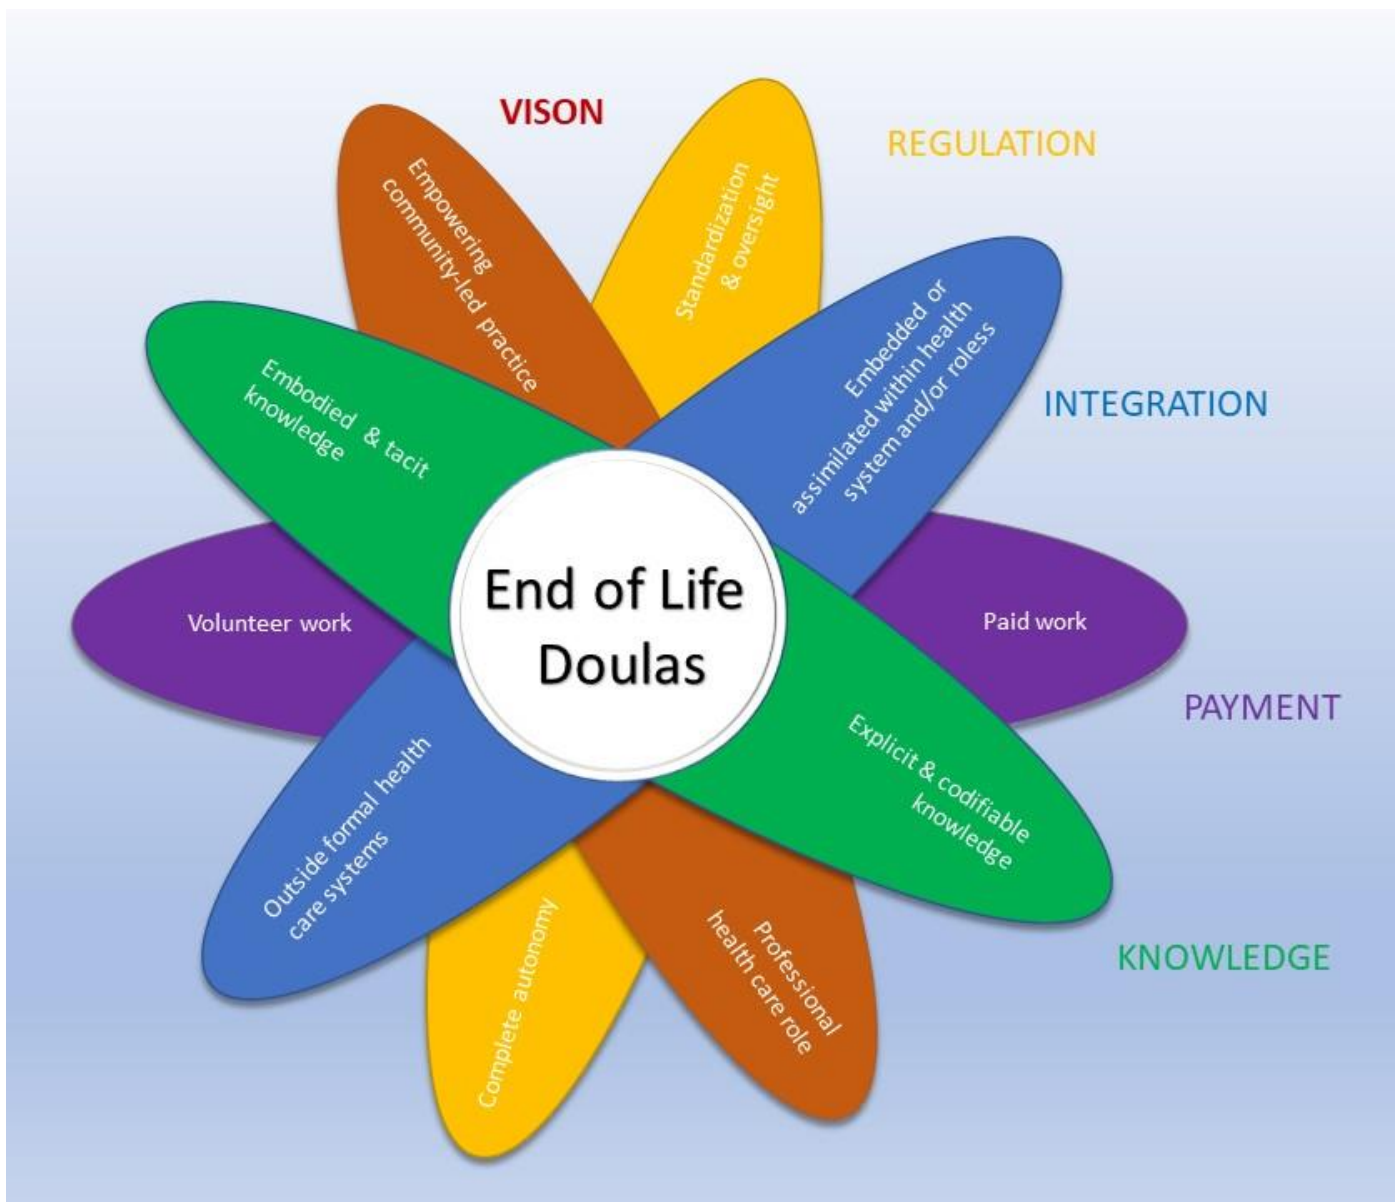 VISON
REGULATION
Empowering
community-led practice
Standardization
& oversight
Embedded or
assimilated within health
system and/or roless
INTEGRATION
Embodied & tacit
knowledge
End of Life
Doulas
Volunteer work
Paid work
PAYMENT
Explicit & codifiable
knowledge
Outside formal health
care systems
KNOWLEDGE
Complete autonomy
Professional
health care role